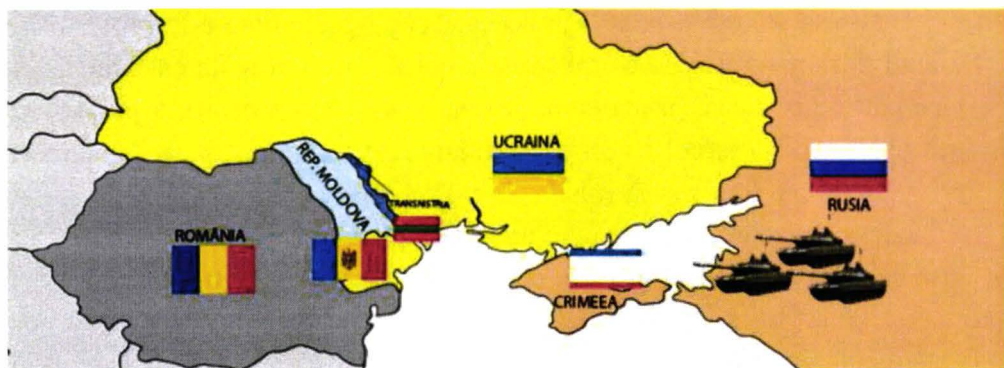 UCRAINA
REP. MOLDOVA
TRANSNISTRIA
RUSIA
ROMÂNIA
CRIMEEA